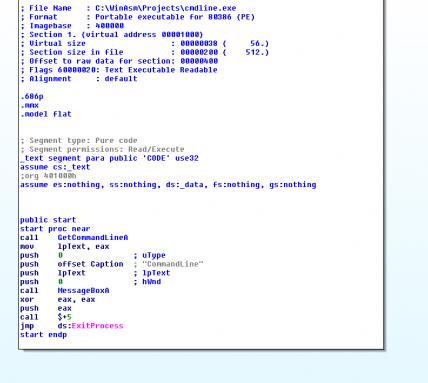 ; File Name : C:\WinAsm\Projects\cmdline.exe
; Format : Portable executable for 80386 (PE)
; Imagebase : 400000
; Section 1. (virtual address 00001000)
; Virtual size : 00000038 ( 56.)
; Section size in file : 00000200 ( 512.)
; Offset to raw data for section: 00000400
; Flags 60000020: Text Executable Readable
; Alignment : default
.686p
.mmx
.model flat
; Segment type: Pure code
; Segment permissions: Read/Execute
_text segment para public 'CODE' use32
assume cs:_text
;org 401000h
assume es:nothing, ss:nothing, ds:_data, fs:nothing, gs:nothing
public start
start proc near
call GetCommandLineA
mov lpText, eax
push 0 ; uType
push offset Caption ; "CommandLine"
push lpText ; lpText
push 0 ; hWnd
call MessageBoxA
xor eax, eax
push eax
call $+5
jmp ds:ExitProcess
start endp